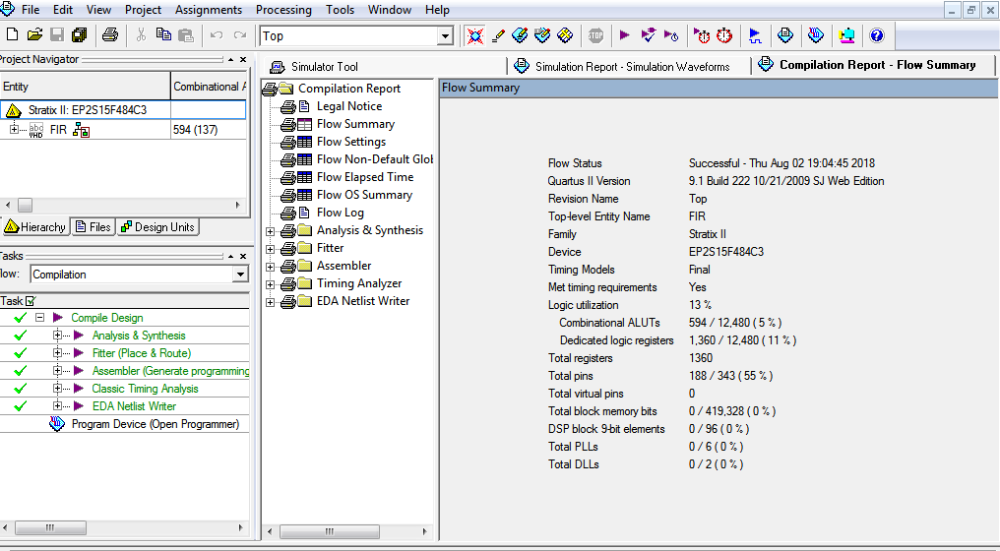 File Edit View Project Assignments Processing Tools Window Help
Top
STOP
Project Navigator
Entity Combinational A
Stratix II: EP2S15F484C3
abc VHD FIR 594 (137)
Hierarchy Files Design Units
Tasks
low: Compilation
Task
Compile Design
Analysis & Synthesis
Fitter (Place & Route)
Assembler (Generate programming
Classic Timing Analysis
EDA Netlist Writer
Program Device (Open Programmer)
Simulator Tool Simulation Report - Simulation Waveforms Compilation Report - Flow Summary
Compilation Report
Legal Notice
Flow Summary
Flow Settings
Flow Non-Default Glob
Flow Elapsed Time
Flow OS Summary
Flow Log
Analysis & Synthesis
Fitter
Assembler
Timing Analyzer
EDA Netlist Writer
Flow Summary
Flow Status Successful - Thu Aug 02 19:04:45 2018
Quartus II Version 9.1 Build 222 10/21/2009 SJ Web Edition
Revision Name Top
Top-level Entity Name FIR
Family Stratix II
Device EP2S15F484C3
Timing Models Final
Met timing requirements Yes
Logic utilization 13 %
Combinational ALUTs 594 / 12,480 ( 5 % )
Dedicated logic registers 1,360 / 12,480 ( 11 % )
Total registers 1360
Total pins 188 / 343 ( 55 % )
Total virtual pins 0
Total block memory bits 0 / 419,328 ( 0 % )
DSP block 9-bit elements 0 / 96 ( 0 % )
Total PLLs 0 / 6 ( 0 % )
Total DLLs 0 / 2 ( 0 % )